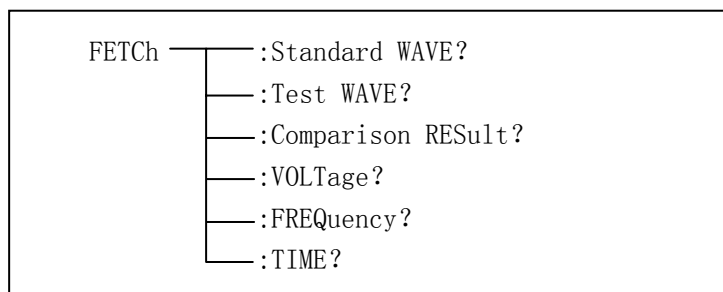 FETCh :Standard WAVE?
:Test WAVE?
:Comparison RESult?
:VOLTage?
:FREQuency?
:TIME?